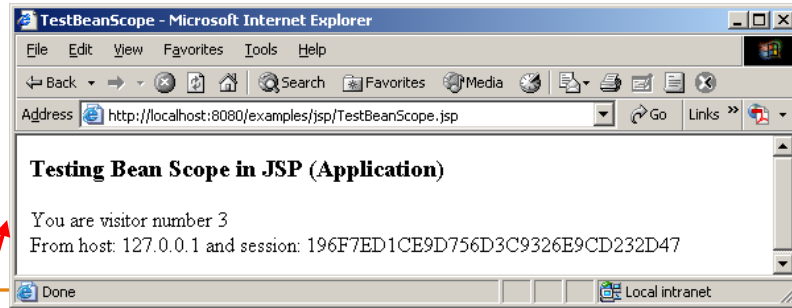 TestBeanScope - Microsoft Internet Explorer
File Edit View Favorites Tools Help
Back Search Favorites Media
Address http://localhost:8080/examples/jsp/TestBeanScope.jsp Go Links »
Testing Bean Scope in JSP (Application)
You are visitor number 3
From host: 127.0.0.1 and session: 196F7ED1CE9D756D3C9326E9CD232D47
Done Local intranet